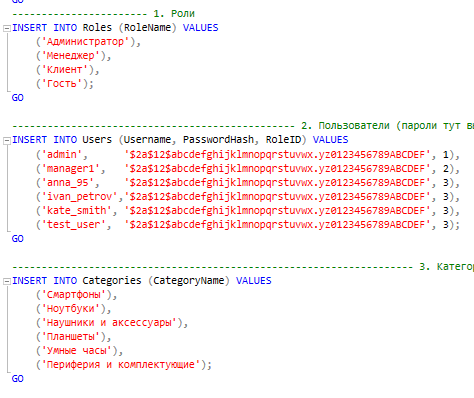 GO
----------------------- 1. Роли
INSERT INTO Roles (RoleName) VALUES
('Администратор'),
('Менеджер'),
('Клиент'),
('Гость');
GO
------------------------------------------------ 2. Пользователи (пароли тут
INSERT INTO Users (Username, PasswordHash, RoleID) VALUES
('admin', '$2a$12$abcdefghijklmnopqrstuvwx.yz0123456789ABCDEF', 1),
('manager1', '$2a$12$abcdefghijklmnopqrstuvwx.yz0123456789ABCDEF', 2),
('anna_95', '$2a$12$abcdefghijklmnopqrstuvwx.yz0123456789ABCDEF', 3),
('ivan_petrov','$2a$12$abcdefghijklmnopqrstuvwx.yz0123456789ABCDEF', 3),
('kate_smith', '$2a$12$abcdefghijklmnopqrstuvwx.yz0123456789ABCDEF', 3),
('test_user', '$2a$12$abcdefghijklmnopqrstuvwx.yz0123456789ABCDEF', 3);
GO
-------------------------------------------------------------------- 3. Катего
INSERT INTO Categories (CategoryName) VALUES
('Смартфоны'),
('Ноутбуки'),
('Наушники и аксессуары'),
('Планшеты'),
('Умные часы'),
('Периферия и комплектующие');
GO